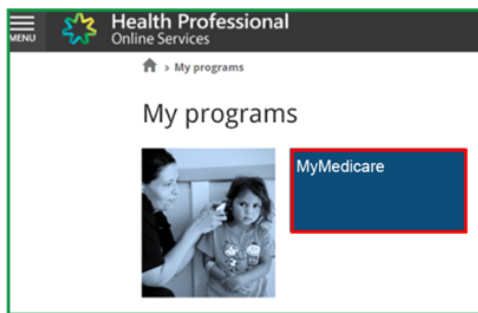 MENU
Health Professional
Online Services
> My programs
My programs
MyMedicare